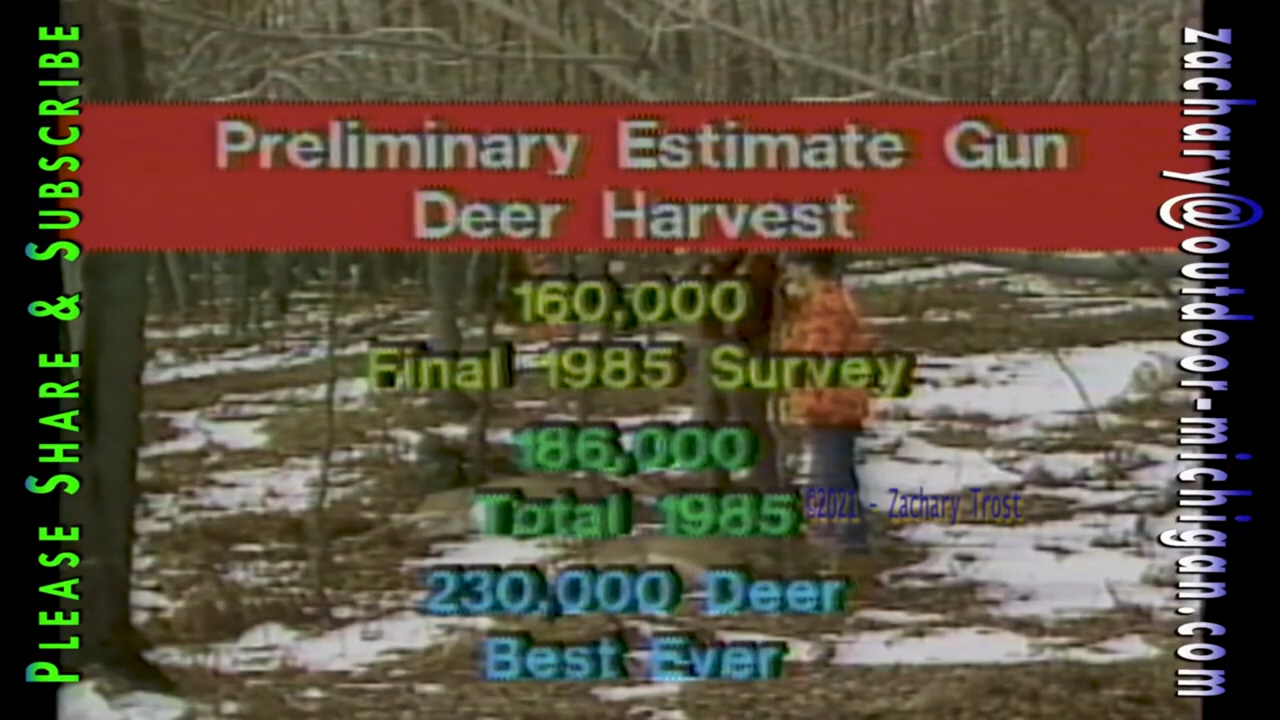 PLEASE SHARE & SUBSCRIBE
Preliminary Estimate Gun
Deer Harvest
160,000
Final 1985 Survey
186,000
Total 1985
©2021 - Zachary Trost
230,000 Deer
Best Ever
zachary@outdoor-michigan.com